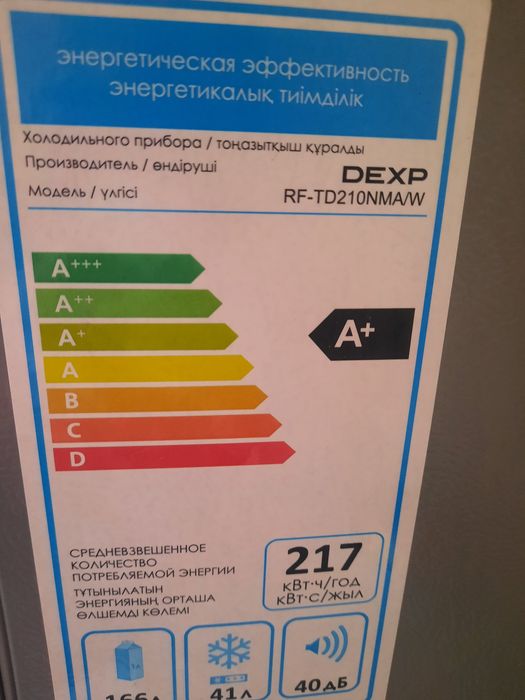 энергетическая эффективность
энергетикалық тиімділік
Холодильного прибора / тоңазытқыш құралды
Производитель / өндіруші
DEXP
Модель / үлгісі
RF-TD210NMA/W
A+++
A++
A+
A+
A
B
C
D
СРЕДНЕВЗВЕШЕННОЕ
КОЛИЧЕСТВО
ПОТРЕБЛЯЕМОЙ ЭНЕРГИИ
ТҰТЫНЫЛАТЫН
ЭНЕРГИЯНЫҢ ОРТАША
ӨЛШЕМДІ КӨЛЕМІ
217
кВт·ч/год
кВт·с/жыл
166л
41л
40дБ